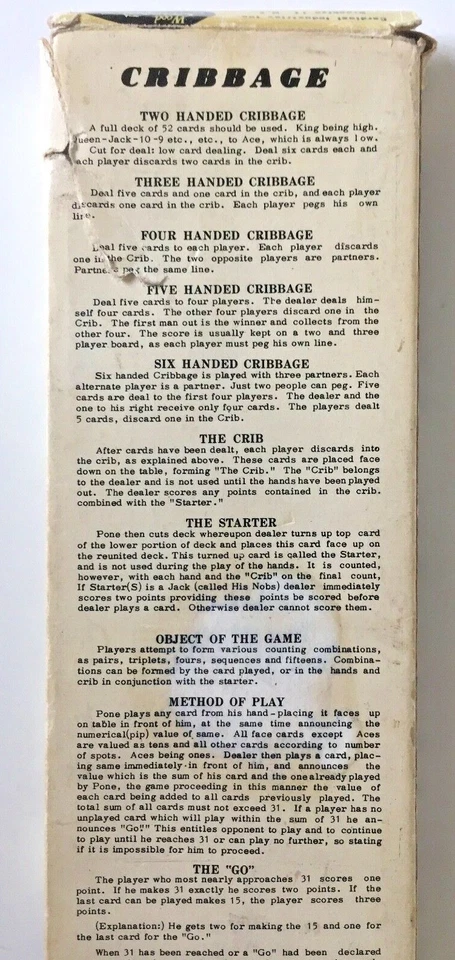 CRIBBAGE
TWO HANDED CRIBBAGE
A full deck of 52 cards should be used. King being high.
ueen-Jack-10-9 etc., etc., to Ace, which is always low.
Cut for deal: low card dealing. Deal six cards each and
ach player discards two cards in the crib.
THREE HANDED CRIBBAGE
Deal five cards and one card in the crib, and each player
discards one card in the crib. Each player pegs his own
line.
FOUR HANDED CRIBBAGE
Deal five cards to each player. Each player discards
one in the Crib. The two opposite players are partners.
Partners peg the same line.
FIVE HANDED CRIBBAGE
Deal five cards to four players. The dealer deals him-
self four cards. The other four players discard one in the
Crib. The first man out is the winner and collects from the
other four. The score is usually kept on a two and three
player board, as each player must peg his own line.
SIX HANDED CRIBBAGE
Six handed Cribbage is played with three partners. Each
alternate player is a partner. Just two people can peg. Five
cards are deal to the first four players. The dealer and the
one to his right receive only four cards. The players dealt
5 cards, discard one in the Crib.
THE CRIB
After cards have been dealt, each player discards into
the crib, as explained above. These cards are placed face
down on the table, forming "The Crib." The "Crib" belongs
to the dealer and is not used until the hands have been played
out. The dealer scores any points contained in the crib.
combined with the "Starter."
THE STARTER
Pone then cuts deck whereupon dealer turns up top card
of the lower portion of deck and places this card face up on
the reunited deck. This turned up card is called the Starter,
and is not used during the play of the hands. It is counted,
however, with each hand and the "Crib" on the final count,
If Starter(S) is a Jack (called His Nobs) dealer immediately
scores two points providing these points be scored before
dealer plays a card. Otherwise dealer cannot score them.
OBJECT OF THE GAME
Players attempt to form various counting combinations,
as pairs, triplets, fours, sequences and fifteens. Combina-
tions can be formed by the card played, or in the hands and
crib in conjunction with the starter.
METHOD OF PLAY
Pone plays any card from his hand-placing it faces up
on table in front of him, at the same time announcing the
numerical(pip) value of same. All face cards except Aces
are valued as tens and all other cards according to number
of spots. Aces being ones. Dealer then plays a card, plac-
ing same immediately in front of him, and announces the
value which is the sum of his card and the one already played
by Pone, the game proceeding in this manner the value of
each card being added to all cards previously played. The
total sum of all cards must not exceed 31. If a player has no
unplayed card which will play within the sum of 31 he an-
nounces "Go!" This entitles opponent to play and to continue
to play until he reaches 31 or can play no further, so stating
if it is impossible for him to proceed.
THE "GO"
The player who most nearly approaches 31 scores one
point. If he makes 31 exactly he scores two points. If the
last card can be played makes 15, the player scores three
points.
(Explanation:) He gets two for making the 15 and one for
the last card for the "Go."
When 31 has been reached or a "Go" had been declared